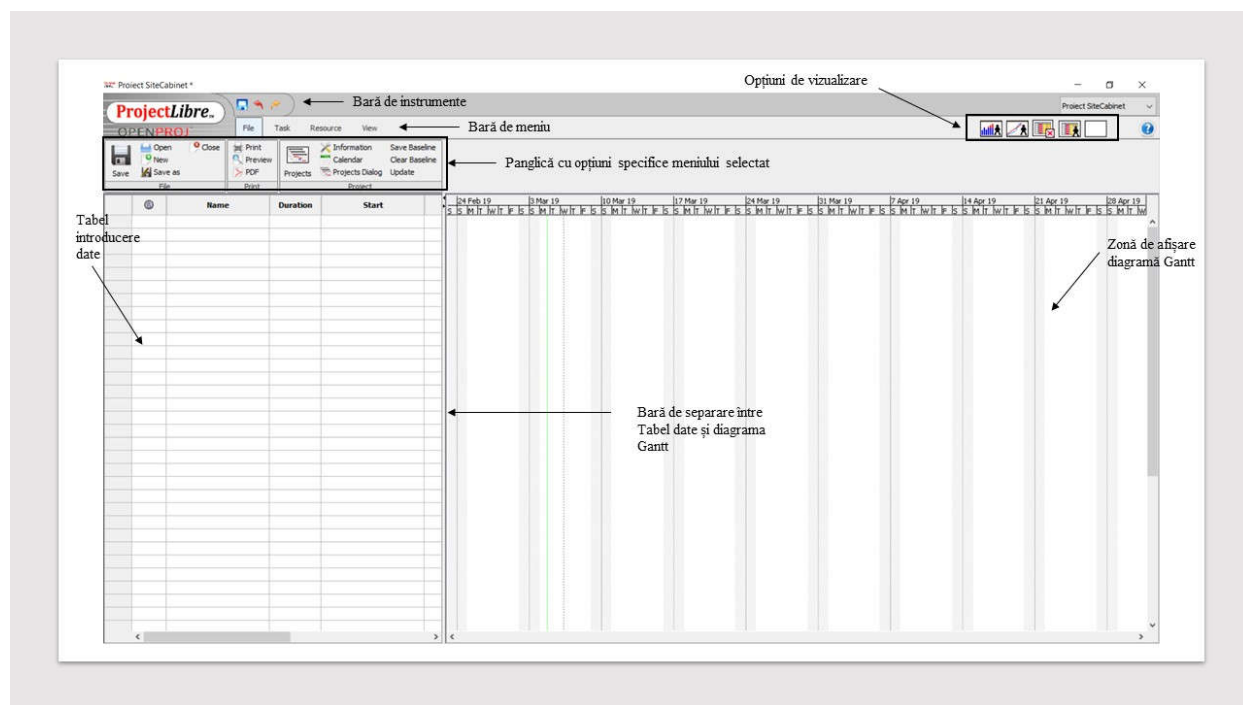 Opțiuni de vizualizare
Project SiteCabinet *
Bară de instrumente
Project SiteCabinet
ProjectLibre
OPENPROJ
File Task Resource View
Bară de meniu
Open Close Print Information Save Baseline
New Preview Calendar Clear Baseline
Save Save as PDF Projects Projects Dialog Update
File Print Project
Panglică cu opțiuni specifice meniului selectat
Name Duration Start
24 Feb 19 3 Mar 19 10 Mar 19 17 Mar 19 24 Mar 19 31 Mar 19 7 Apr 19 14 Apr 19 21 Apr 19 28 Apr 19
S S M T W T F S S M T W T F S S M T W T F S S M T W T F S S M T W T F S S M T W T F S S M T W T F S S M T W T F S S M T W T F S S M T W
Tabel
introducere
date
Zonă de afișare
diagramă Gantt
Bară de separare între
Tabel date și diagrama
Gantt